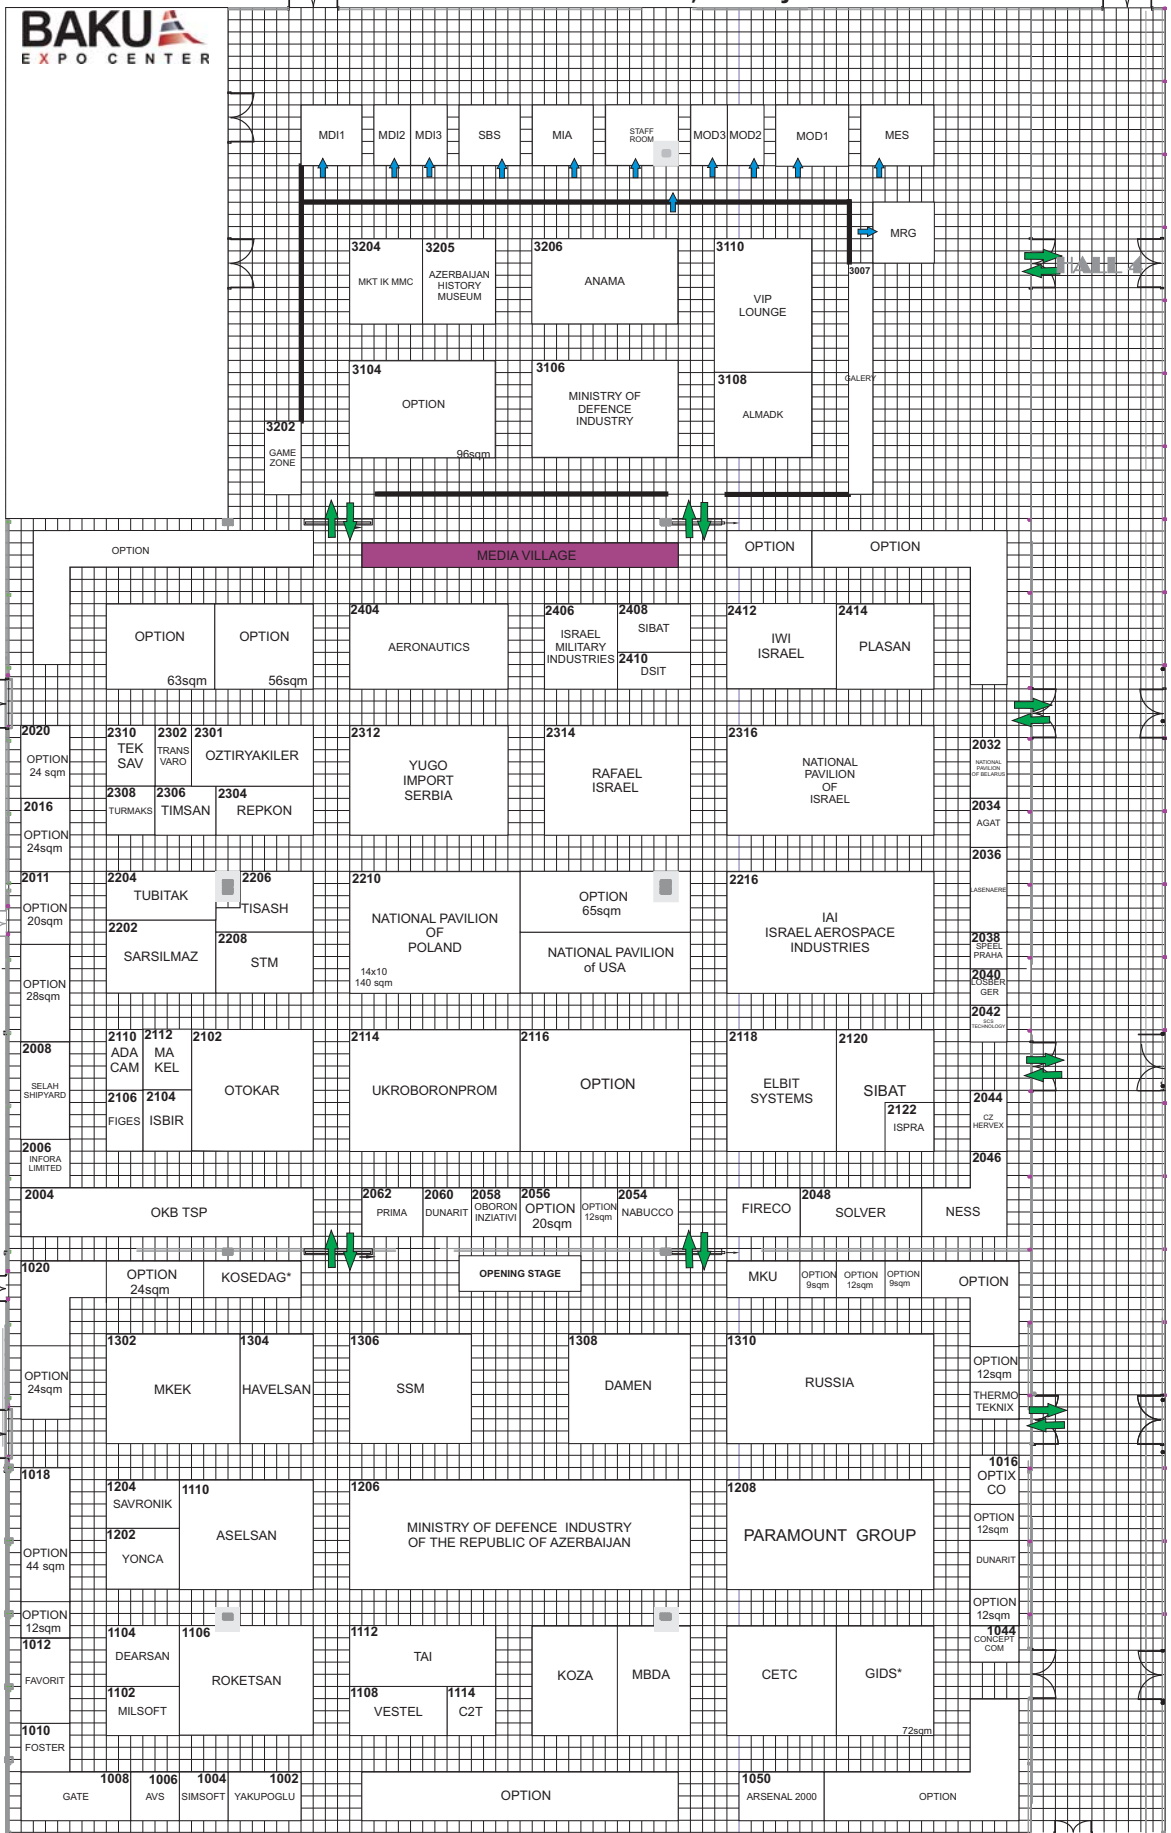 BAKU
EXPO CENTER
MDI1
MDI2
MDI3
SBS
MIA
STAFF
ROOM
MOD3
MOD2
MOD1
MES
MRG
3204
MKT IK MMC
3205
AZERBAIJAN
HISTORY
MUSEUM
3206
ANAMA
3110
VIP
LOUNGE
3007
GALERY
HALL 4
3104
OPTION
96sqm
3106
MINISTRY OF
DEFENCE
INDUSTRY
3108
ALMADK
3202
GAME
ZONE
OPTION
MEDIA VILLAGE
OPTION
OPTION
OPTION
63sqm
OPTION
56sqm
2404
AERONAUTICS
2406
ISRAEL
MILITARY
INDUSTRIES
2408
SIBAT
2410
DSIT
2412
IWI
ISRAEL
2414
PLASAN
2020
OPTION
24 sqm
2310
TEK
SAV
2302
TRANS
VARO
2301
OZTIRYAKILER
2308
TURMAKS
2306
TIMSAN
2304
REPKON
2312
YUGO
IMPORT
SERBIA
2314
RAFAEL
ISRAEL
2316
NATIONAL
PAVILION
OF
ISRAEL
2032
NATIONAL
PAVILION
OF BELARUS
2034
AGAT
2016
OPTION
24sqm
2036
LASENAERE
2011
OPTION
20sqm
2204
TUBITAK
2206
TISASH
2202
SARSILMAZ
2208
STM
2210
NATIONAL PAVILION
OF
POLAND
14x10
140 sqm
OPTION
65sqm
NATIONAL PAVILION
of USA
2216
IAI
ISRAEL AEROSPACE
INDUSTRIES
2038
SPEEL
PRAHA
2040
LOSBER
GER
2042
SCS
TECHNOLOGY
OPTION
28sqm
2008
SELAH
SHIPYARD
2110
ADA
CAM
2112
MA
KEL
2102
OTOKAR
2106
FIGES
2104
ISBIR
2114
UKROBORONPROM
2116
OPTION
2118
ELBIT
SYSTEMS
2120
SIBAT
2122
ISPRA
2044
CZ
HERVEX
2006
INFORA
LIMITED
2046
2004
OKB TSP
2062
PRIMA
2060
DUNARIT
2058
OBORON
INZIATIVI
2056
OPTION
20sqm
OPTION
12sqm
2054
NABUCCO
FIRECO
2048
SOLVER
NESS
1020
OPTION
24sqm
KOSEDAG*
OPENING STAGE
MKU
OPTION
9sqm
OPTION
12sqm
OPTION
9sqm
OPTION
OPTION
24sqm
1302
MKEK
1304
HAVELSAN
1306
SSM
1308
DAMEN
1310
RUSSIA
OPTION
12sqm
THERMO
TEKNIX
1018
OPTION
44 sqm
1204
SAVRONIK
1202
YONCA
1110
ASELSAN
1206
MINISTRY OF DEFENCE INDUSTRY
OF THE REPUBLIC OF AZERBAIJAN
1208
PARAMOUNT GROUP
1016
OPTIX
CO
OPTION
12sqm
DUNARIT
OPTION
12sqm
1044
CONCEPT
COM
OPTION
12sqm
1012
FAVORIT
1104
DEARSAN
1102
MILSOFT
1106
ROKETSAN
1112
TAI
1108
VESTEL
1114
C2T
KOZA
MBDA
CETC
GIDS*
72sqm
1010
FOSTER
1008
GATE
1006
AVS
1004
SIMSOFT
1002
YAKUPOGLU
OPTION
1050
ARSENAL 2000
OPTION